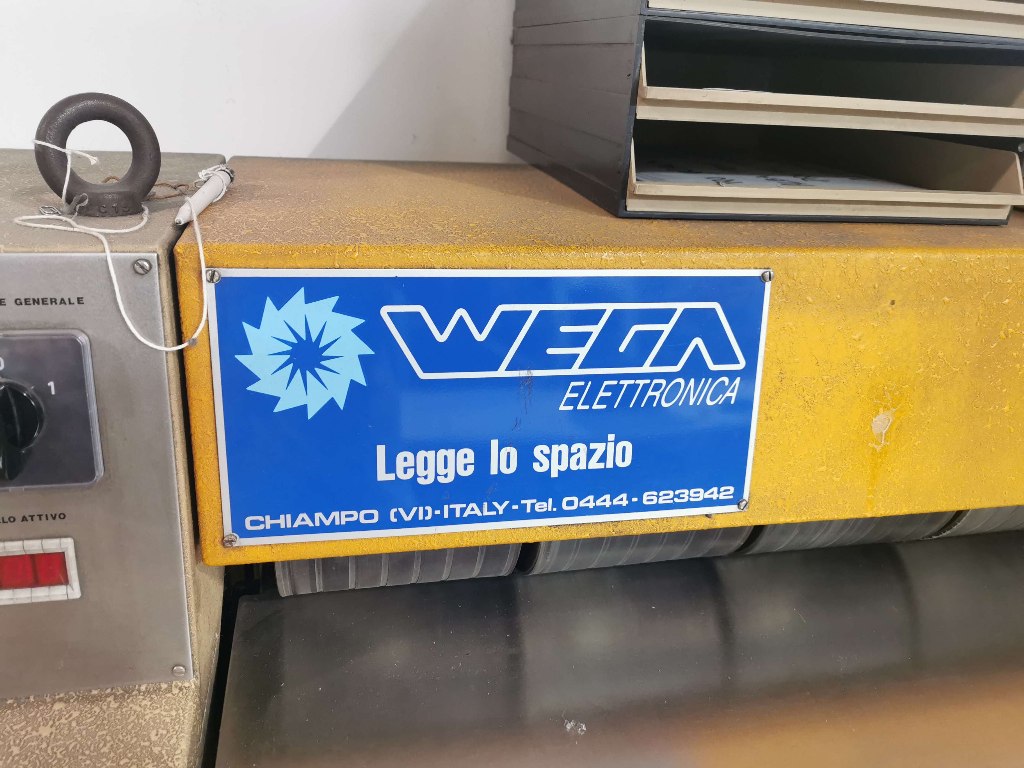 E GENERALE
0
1
LO ATTIVO
WEGA
ELETTRONICA
Legge lo spazio
CHIAMPO (VI)-ITALY-Tel. 0444-623942